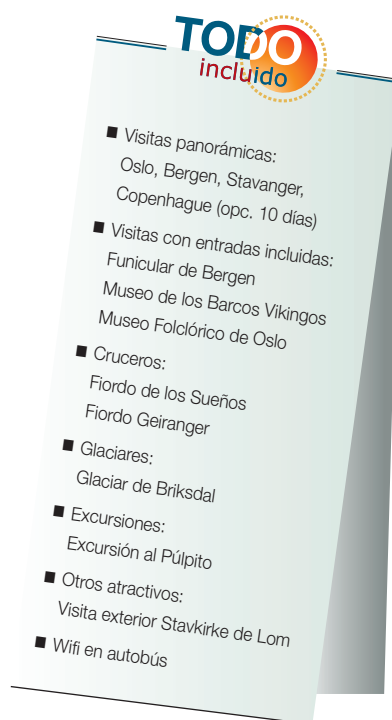 TODO
incluido
■ Visitas panorámicas:
Oslo, Bergen, Stavanger,
Copenhague (opc. 10 días)
■ Visitas con entradas incluidas:
Funicular de Bergen
Museo de los Barcos Vikingos
Museo Folclórico de Oslo
■ Cruceros:
Fiordo de los Sueños
Fiordo Geiranger
■ Glaciares:
Glaciar de Briksdal
■ Excursiones:
Excursión al Púlpito
■ Otros atractivos:
Visita exterior Stavkirke de Lom
■ Wifi en autobús